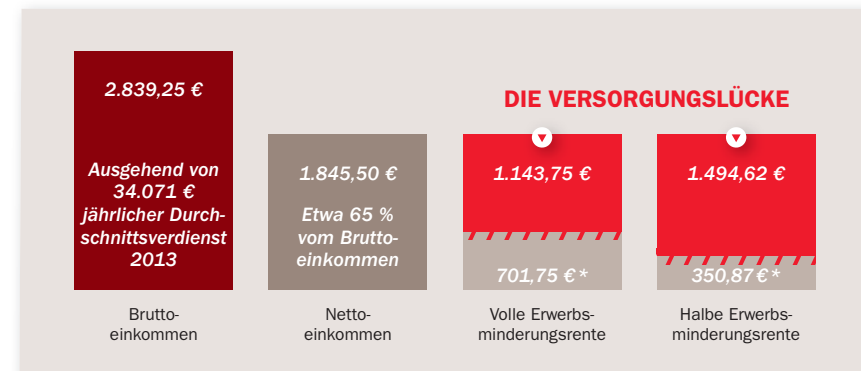 DIE VERSORGUNGSLÜCKE
2.839,25 €
Ausgehend von
34.071 €
jährlicher Durch-
schnittsverdienst
2013
Brutto-
einkommen
1.845,50 €
Etwa 65 %
vom Brutto-
einkommen
Netto-
einkommen
1.143,75 €
701,75 €*
Volle Erwerbs-
minderungsrente
1.494,62 €
350,87 €*
Halbe Erwerbs-
minderungsrente